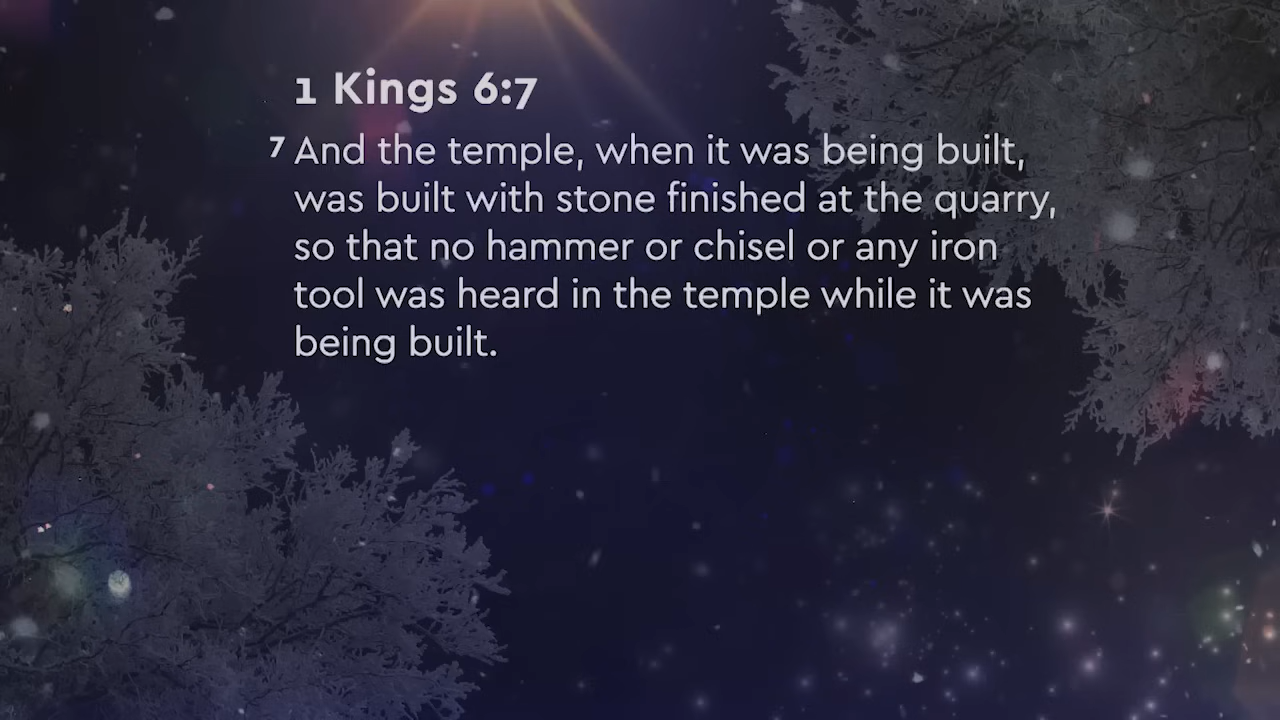 1 Kings 6:7
7 And the temple, when it was being built,
was built with stone finished at the quarry,
so that no hammer or chisel or any iron
tool was heard in the temple while it was
being built.